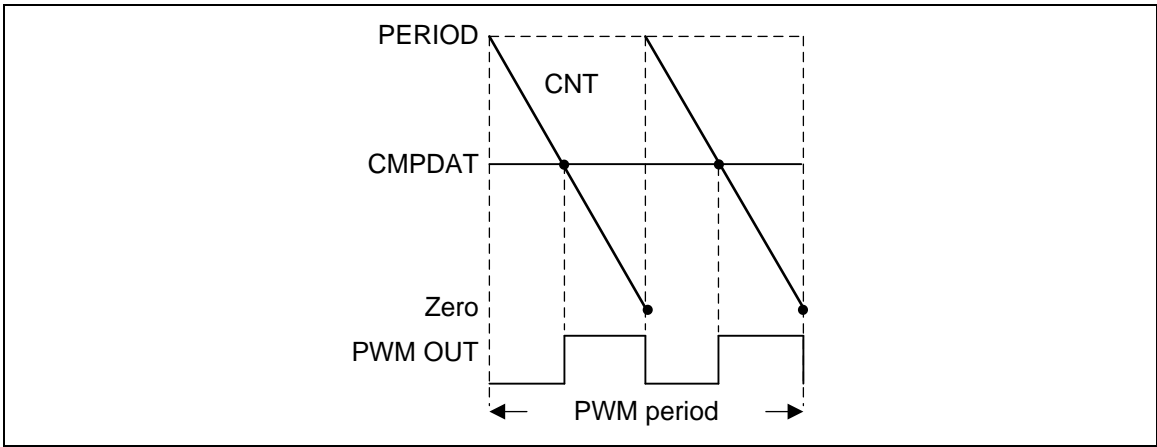 PERIOD
CNT
CMPDAT
Zero
PWM OUT
PWM period